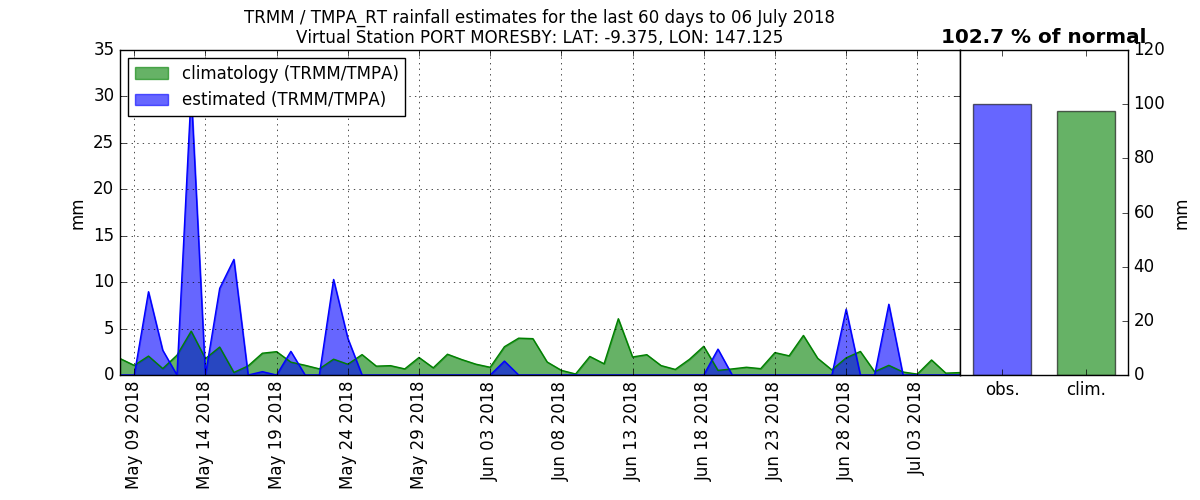 TRMM / TMPA_RT rainfall estimates for the last 60 days to 06 July 2018
Virtual Station PORT MORESBY: LAT: -9.375, LON: 147.125
102.7 % of normal
climatology (TRMM/TMPA)
estimated (TRMM/TMPA)
mm
35
30
25
20
15
10
5
0
May 09 2018
May 14 2018
May 19 2018
May 24 2018
May 29 2018
Jun 03 2018
Jun 08 2018
Jun 13 2018
Jun 18 2018
Jun 23 2018
Jun 28 2018
Jul 03 2018
120
100
80
60
40
20
0
mm
obs.
clim.